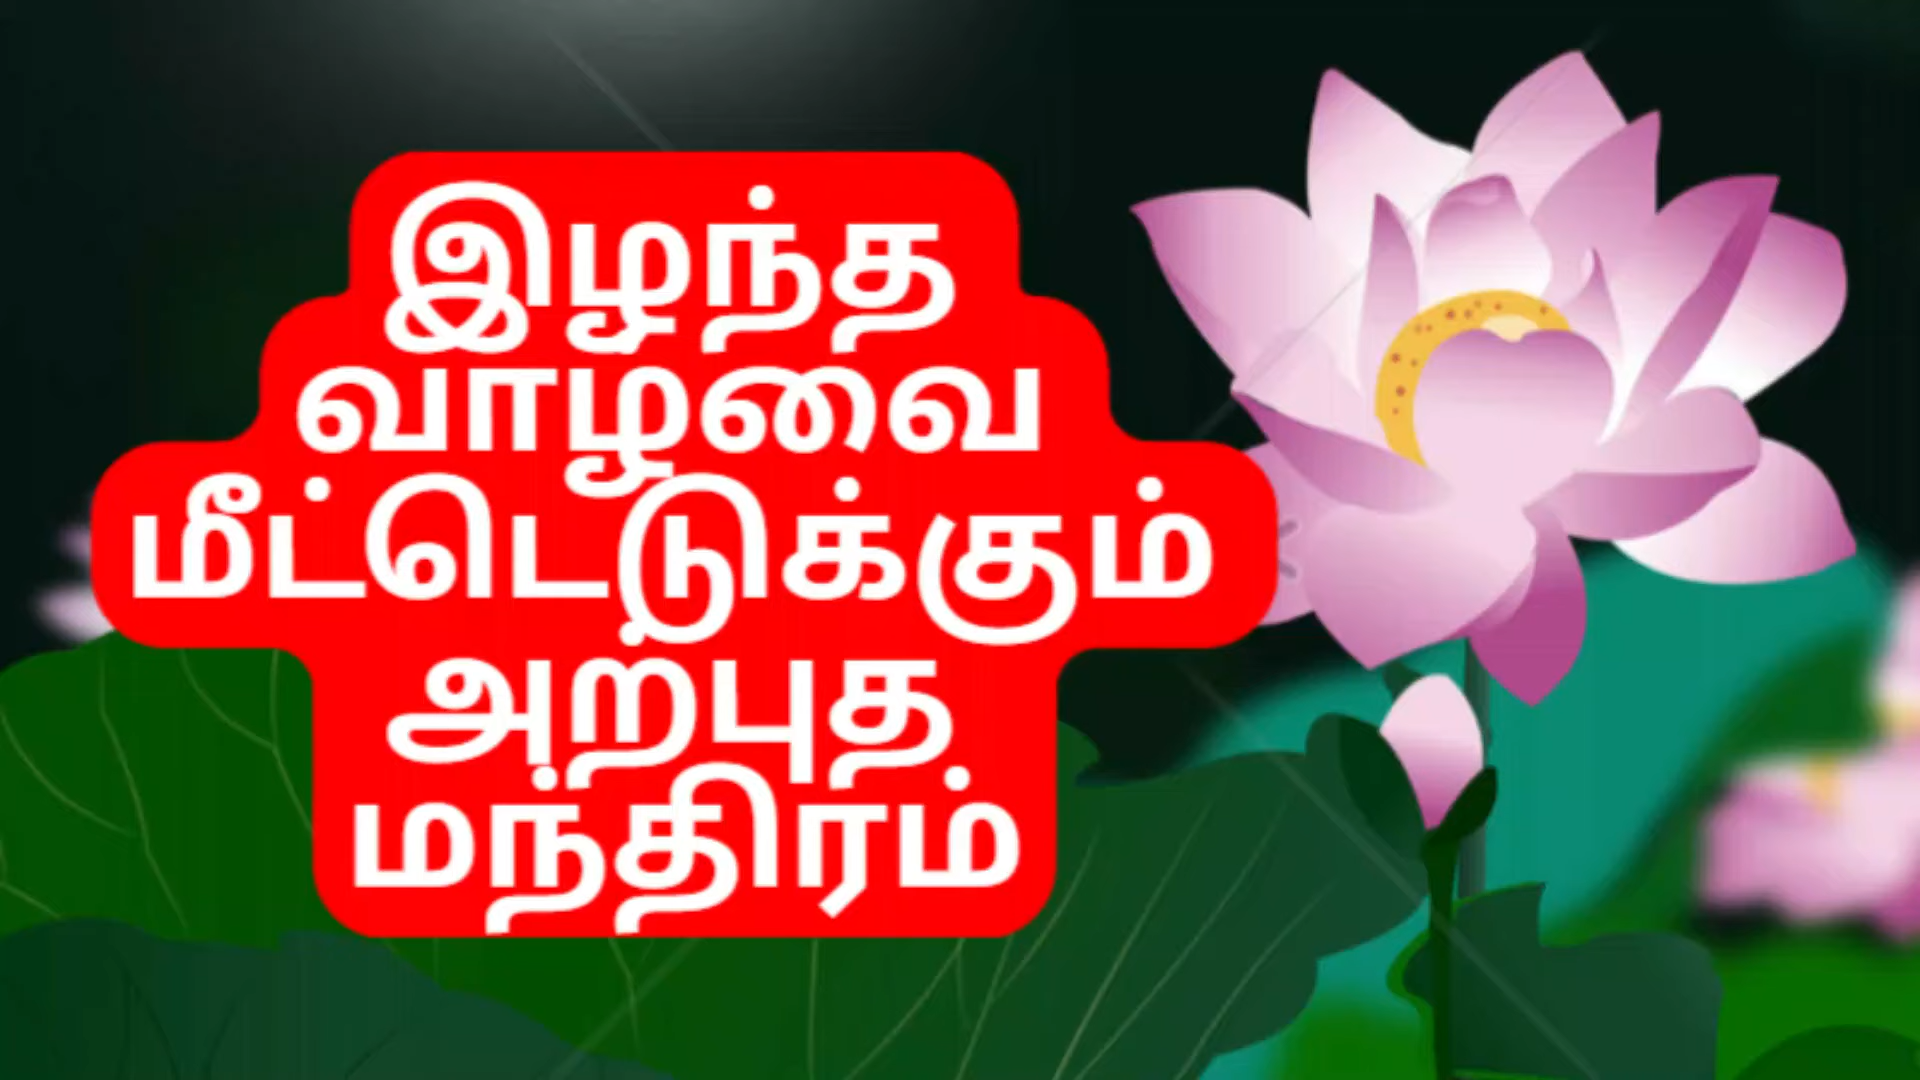 இழந்த
வாழ்வை
மீட்டெடுக்கும்
அற்புத
மந்திரம்